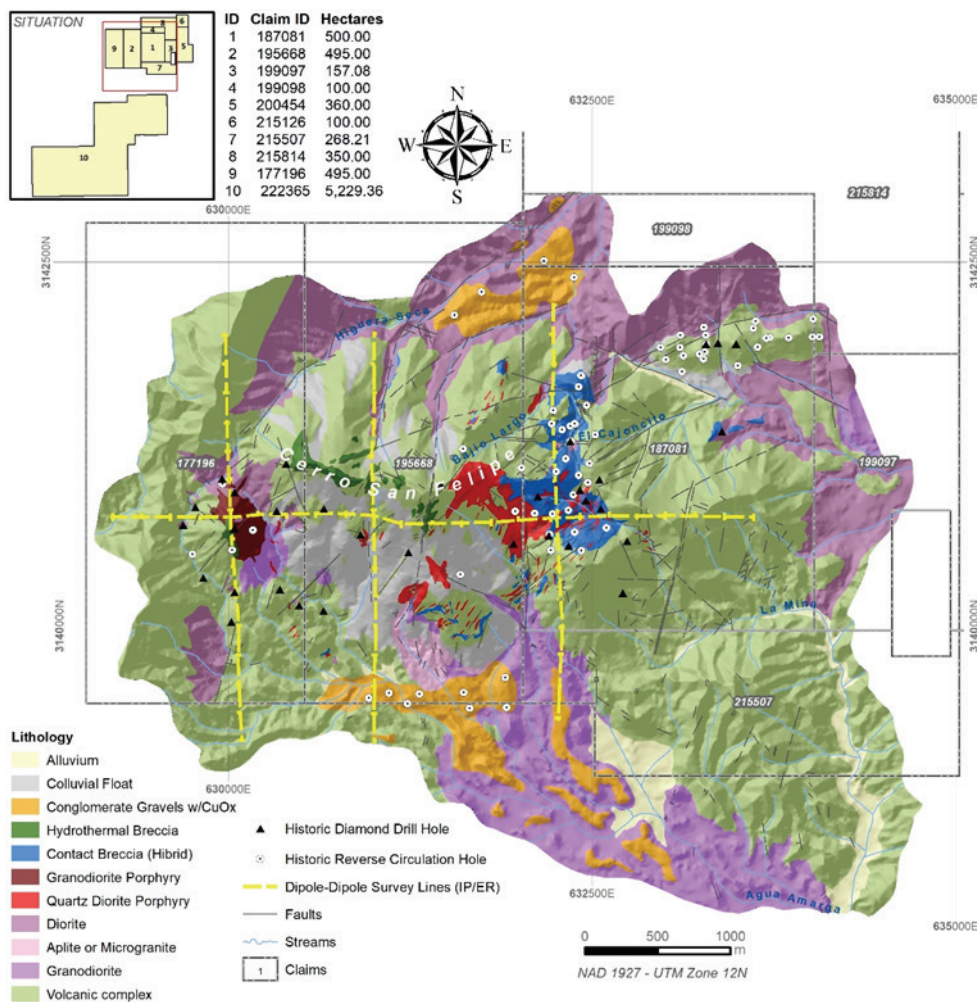 SITUATION
8
6
4
9
2
1
3
5
7
10
ID Claim ID Hectares
1 187081 500.00
2 195668 495.00
3 199097 157.08
4 199098 100.00
5 200454 360.00
6 215126 100.00
7 215507 268.21
8 215814 350.00
9 177196 495.00
10 222365 5,229.36
N
W E
S
632500E
635000E
630000E
215814
199098
3142500N
3142500N
Higuera Seca
Bajio Largo
El Cajoncito
187081
177196
195668
199097
Cerro San Felipe
La Mina
3140000N
3140000N
215507
Agua Amarga
630000E
632500E
635000E
Lithology
Alluvium
Colluvial Float
Conglomerate Gravels w/CuOx
Hydrothermal Breccia
Contact Breccia (Hibrid)
Granodiorite Porphyry
Quartz Diorite Porphyry
Diorite
Aplite or Microgranite
Granodiorite
Volcanic complex
Historic Diamond Drill Hole
Historic Reverse Circulation Hole
Dipole-Dipole Survey Lines (IP/ER)
Faults
Streams
1 Claims
0 500 1000
m
NAD 1927 - UTM Zone 12N